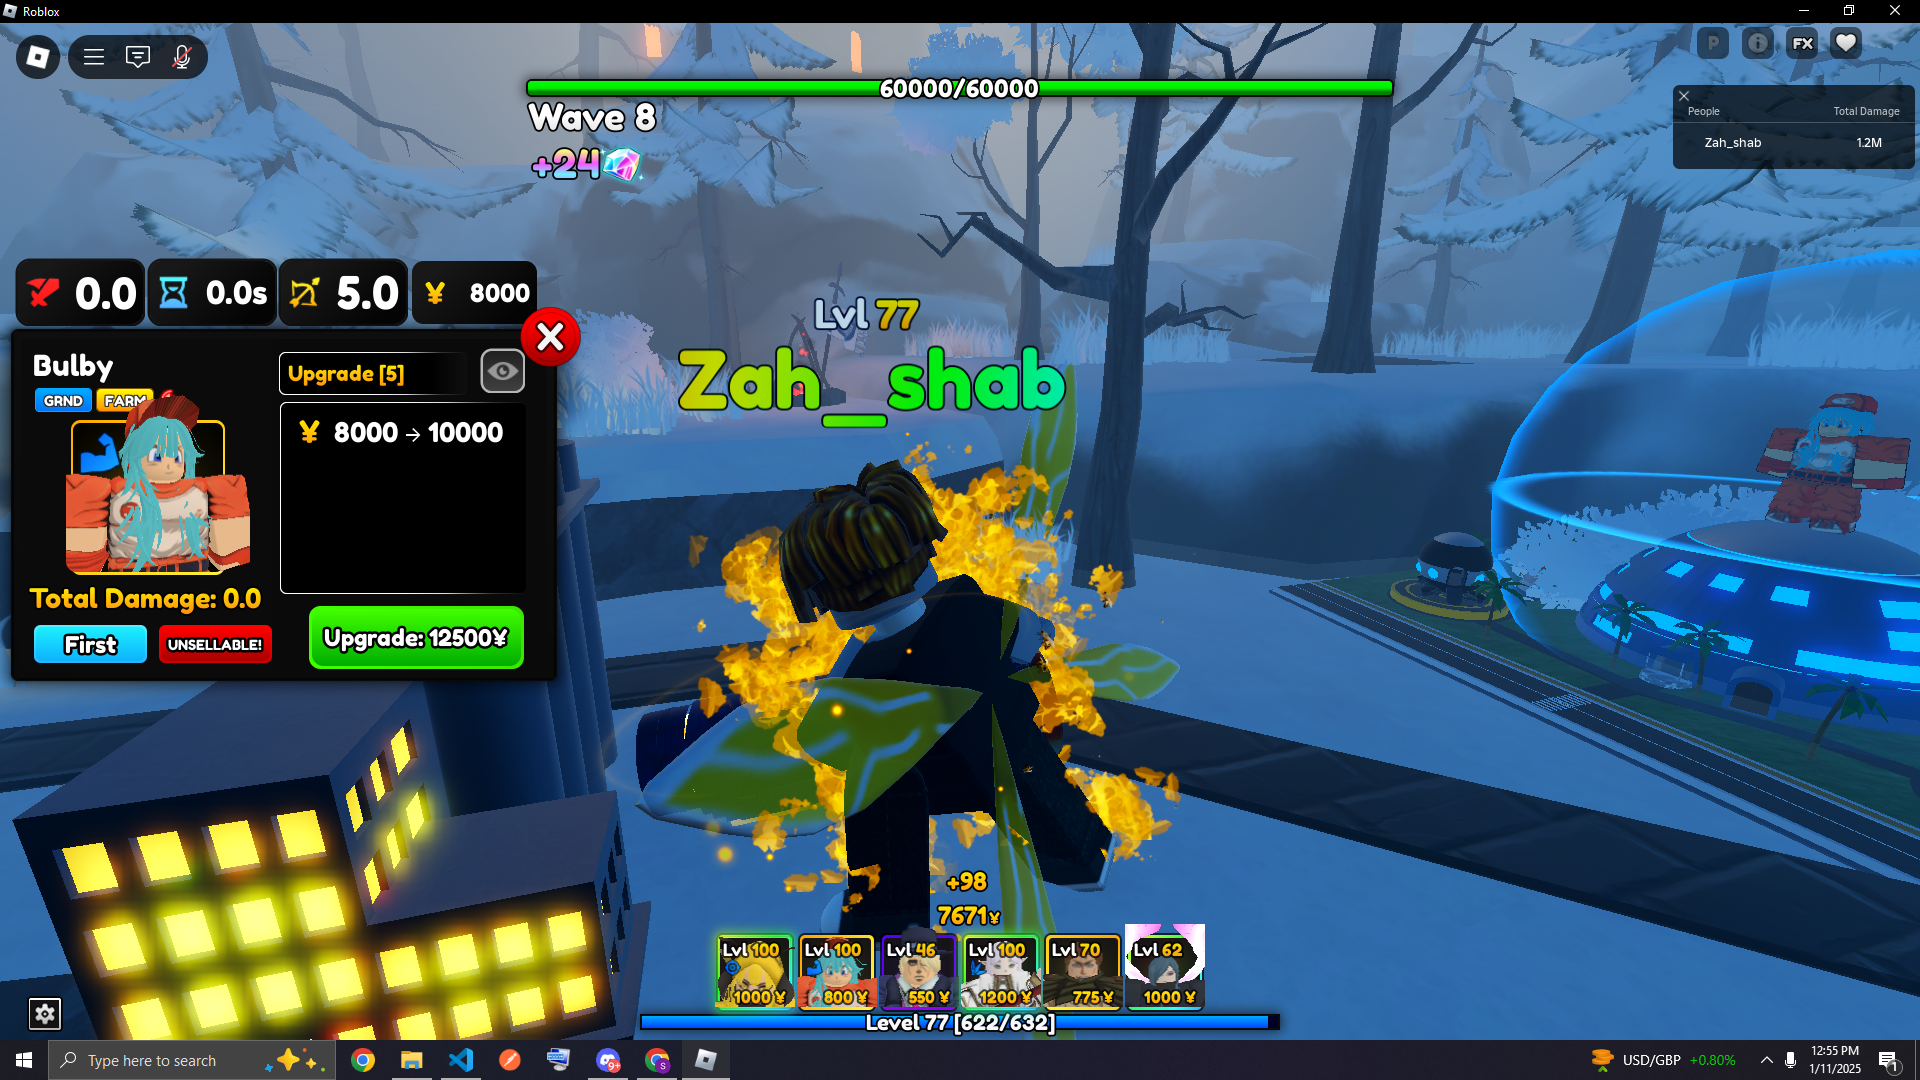 Roblox
P
FX
60000/60000
Wave 8
+24
People
Total Damage
Zah_shab
1.2M
0.0
0.0s
5.0
¥ 8000
Lvl 77
Zah_shab
Bulby
GRND
FARM
Upgrade [5]
¥ 8000 → 10000
Total Damage: 0.0
First
UNSELLABLE!
Upgrade: 12500¥
+98
7671¥
Lvl 100
Lvl 100
Lvl 46
Lvl 100
Lvl 70
Lvl 62
1000 ¥
800 ¥
550 ¥
1200 ¥
775 ¥
1000 ¥
Level 77 [622/632]
Type here to search
9+
S
USD/GBP
+0.80%
12:55 PM
1/11/2025
1